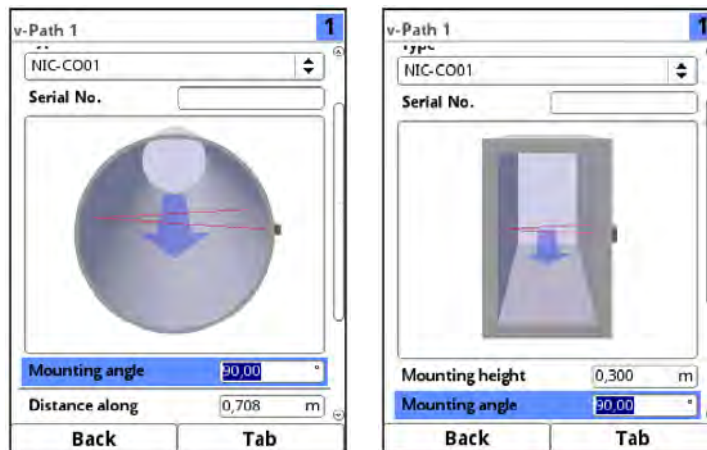 v-Path 1
1
NIC-CO01
Serial No.
Mounting angle
90,00 °
Distance along
0,708 m
Back
Tab
v-Path 1
1
Type
NIC-CO01
Serial No.
Mounting height
0,300 m
Mounting angle
90,00 °
Back
Tab